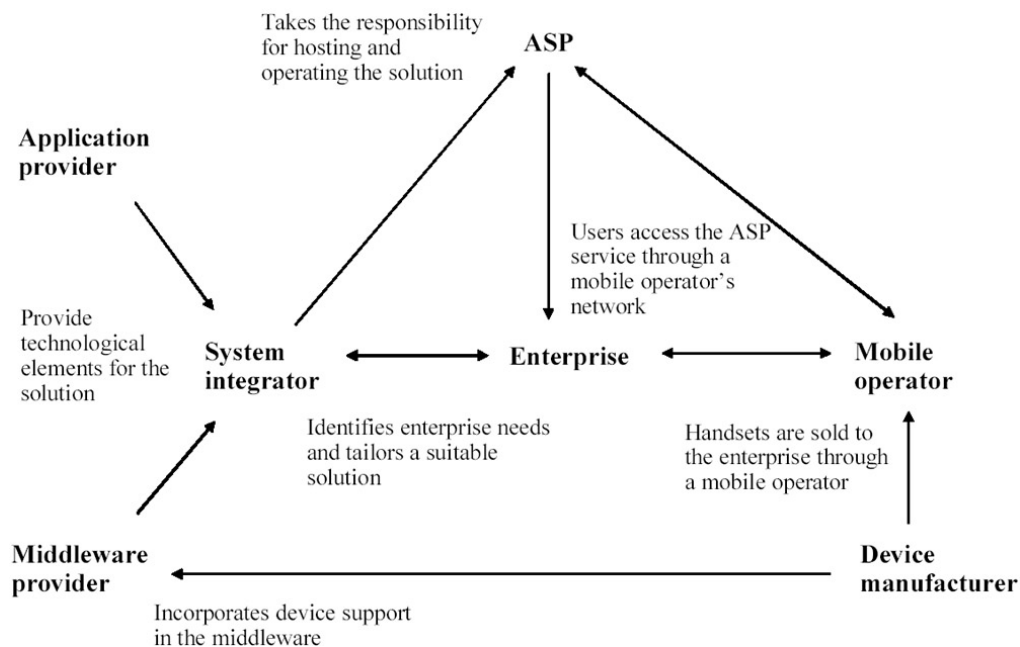 Takes the responsibility
for hosting and
operating the solution
ASP
Application
provider
Users access the ASP
service through a
mobile operator's
network
Provide
technological
elements for the
solution
System
integrator
Enterprise
Mobile
operator
Identifies enterprise needs
and tailors a suitable
solution
Handsets are sold to
the enterprise through
a mobile operator
Middleware
provider
Device
manufacturer
Incorporates device support
in the middleware